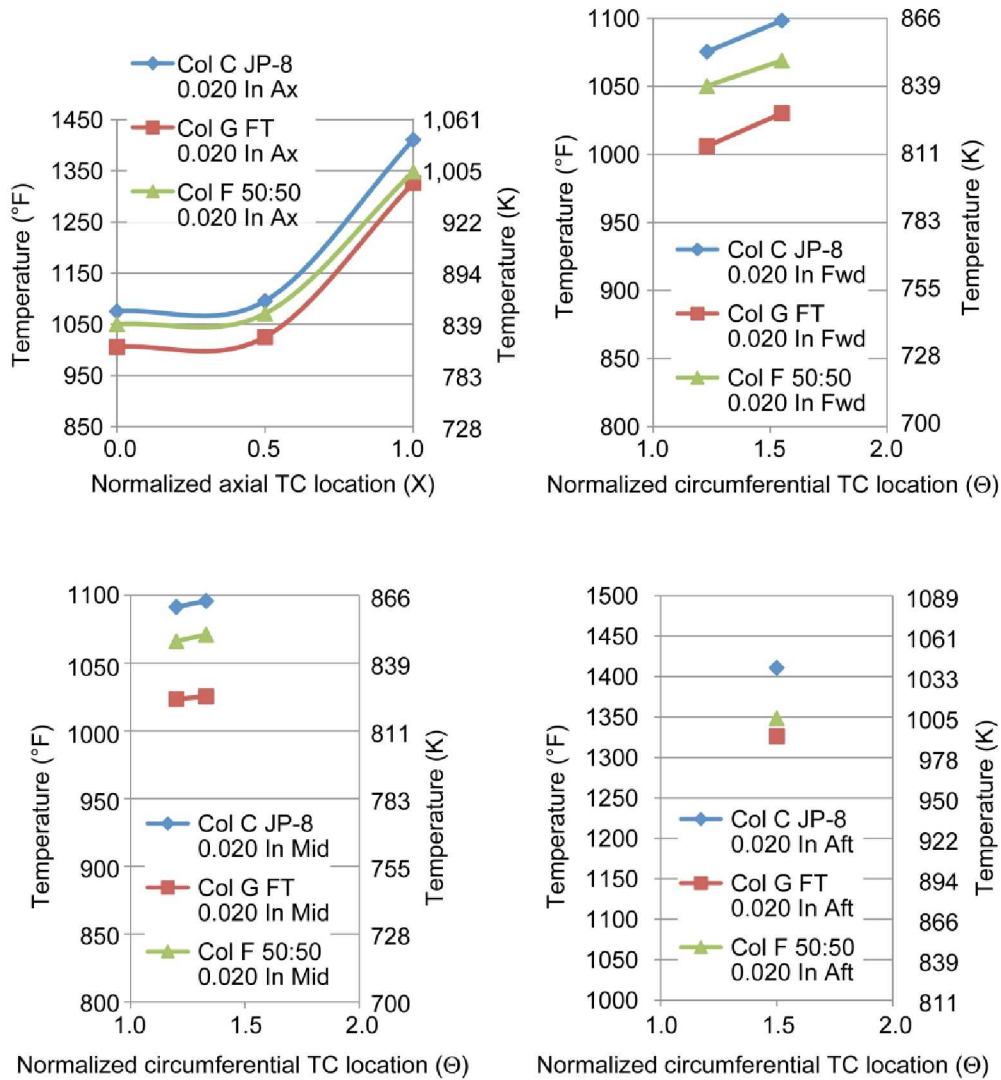 Col C JP-8
0.020 In Ax
Col G FT
0.020 In Ax
Col F 50:50
0.020 In Ax
Temperature (°F)
1450
1350
1250
1150
1050
950
850
1,061
1,005
922
894
839
783
728
Temperature (K)
0.0 0.5 1.0
Normalized axial TC location (X)
Temperature (°F)
1100
1050
1000
950
900
850
800
866
839
811
783
755
728
700
Temperature (K)
Col C JP-8
0.020 In Fwd
Col G FT
0.020 In Fwd
Col F 50:50
0.020 In Fwd
1.0 1.5 2.0
Normalized circumferential TC location (Θ)
Temperature (°F)
1100
1050
1000
950
900
850
800
866
839
811
783
755
728
700
Temperature (K)
Col C JP-8
0.020 In Mid
Col G FT
0.020 In Mid
Col F 50:50
0.020 In Mid
1.0 1.5 2.0
Normalized circumferential TC location (Θ)
Temperature (°F)
1500
1450
1400
1350
1300
1250
1200
1150
1100
1050
1000
1089
1061
1033
1005
978
950
922
894
866
839
811
Temperature (K)
Col C JP-8
0.020 In Aft
Col G FT
0.020 In Aft
Col F 50:50
0.020 In Aft
1.0 1.5 2.0
Normalized circumferential TC location (Θ)